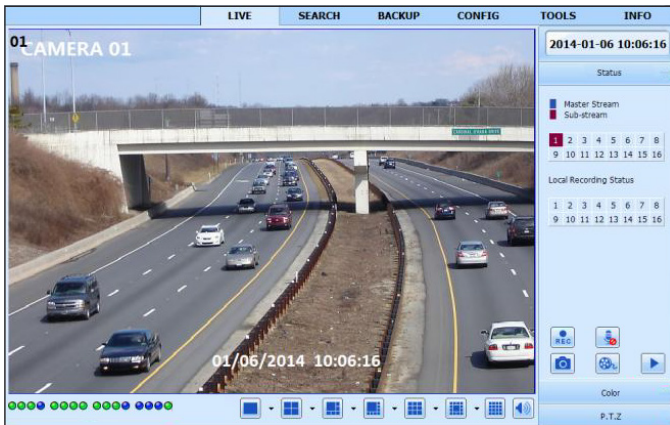 LIVE SEARCH BACKUP CONFIG TOOLS INFO
01
CAMERA 01
2014-01-06 10:06:16
Status
Master Stream
Sub-stream
1 2 3 4 5 6 7 8
9 10 11 12 13 14 15 16
Local Recording Status
1 2 3 4 5 6 7 8
9 10 11 12 13 14 15 16
CARDINAL O'HARA DRIVE
REC
01/06/2014 10:06:16
Color
P.T.Z